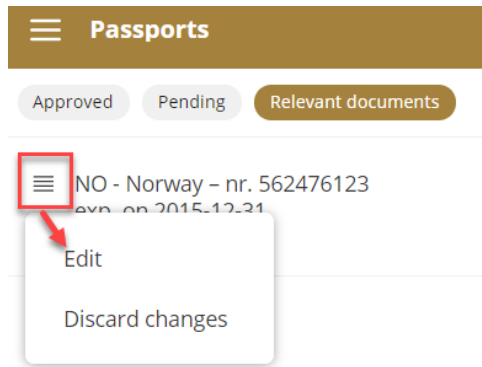 Passports
Approved Pending Relevant documents
NO - Norway – nr. 562476123
exp. on 2015-12-31
Edit
Discard changes